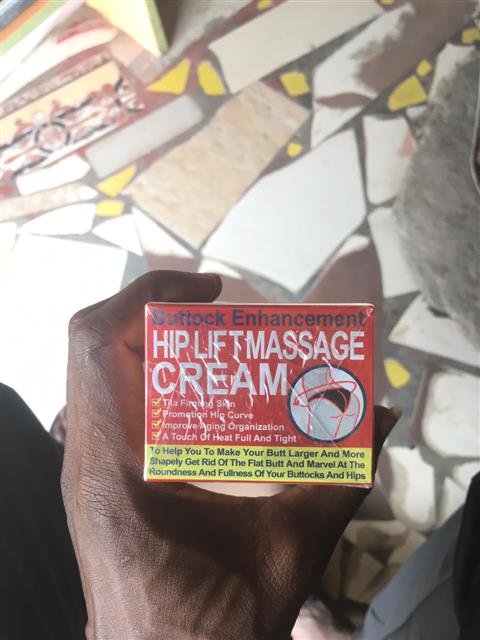 Buttock Enhancement
HIP LIFT MASSAGE
CREAM
Tita Firming Skin
Promotion Hip Curve
Improve Aging Organization
A Touch Of Heat Full And Tight
To Help You To Make Your Butt Larger And More
Shapely Get Rid Of The Flat Butt And Marvel At The
Roundness And Fullness Of Your Buttocks And Hips